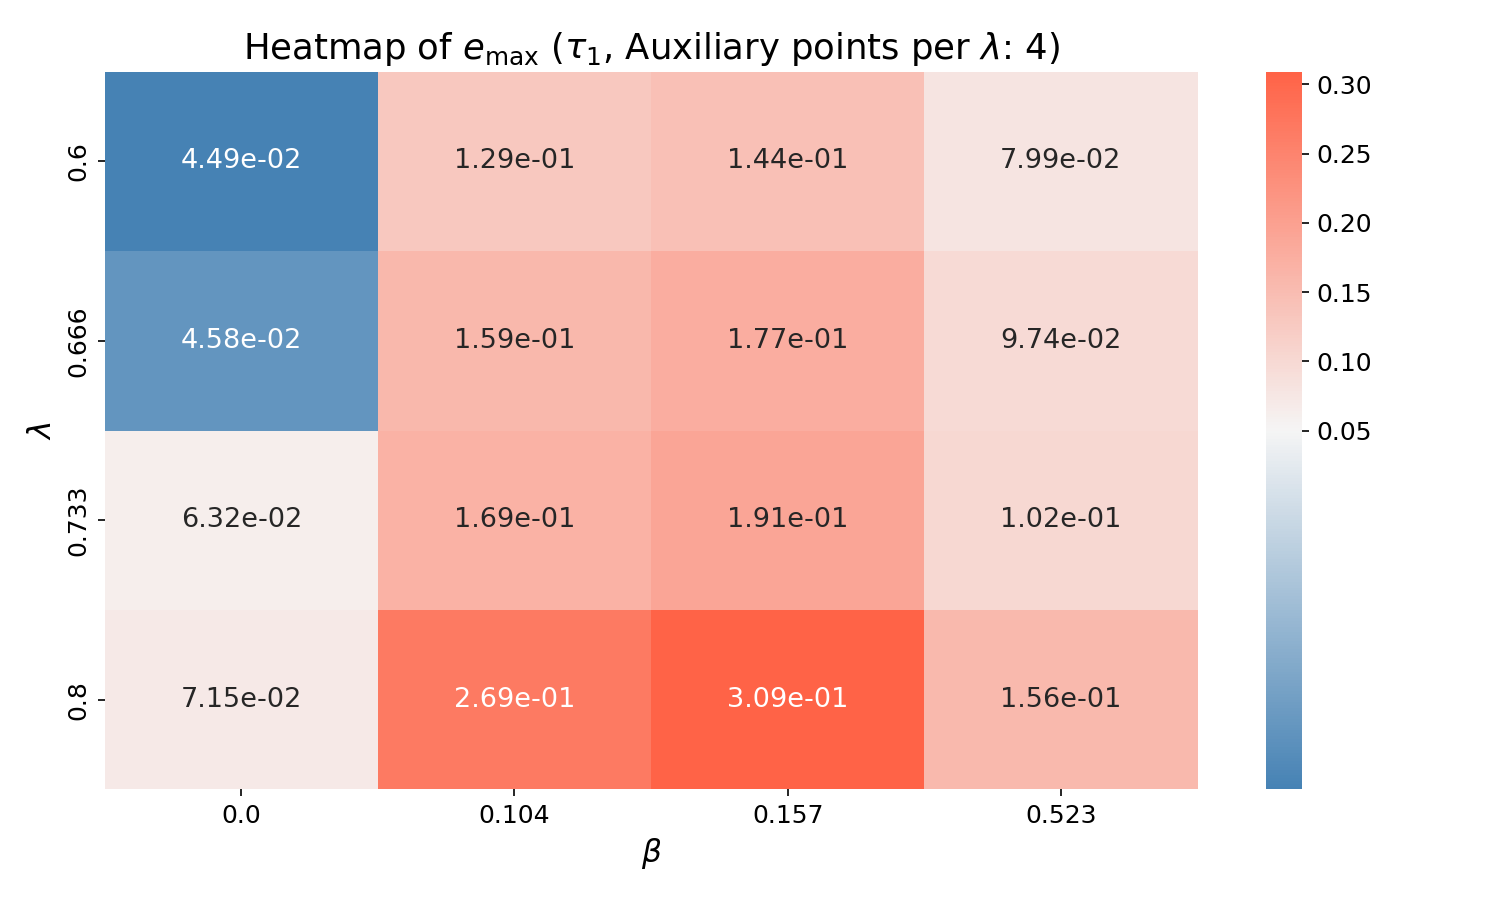 Heatmap of e_max (τ₁, Auxiliary points per λ: 4)
0.6 4.49e-02 1.29e-01 1.44e-01 7.99e-02
0.666 4.58e-02 1.59e-01 1.77e-01 9.74e-02
0.733 6.32e-02 1.69e-01 1.91e-01 1.02e-01
0.8 7.15e-02 2.69e-01 3.09e-01 1.56e-01
λ
0.0 0.104 0.157 0.523
β
0.30
0.25
0.20
0.15
0.10
0.05